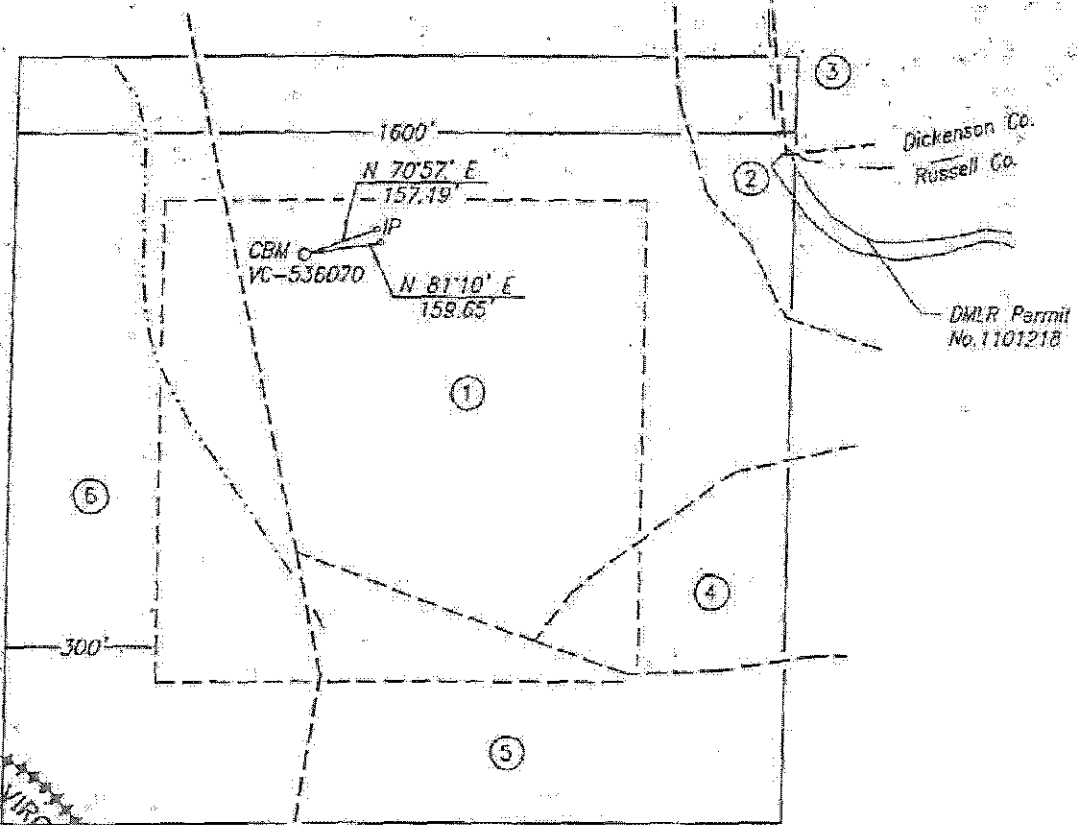 3
1600'
Dickenson Co.
Russell Co.
N 70°57' E
157.19'
2
IP
CBM
VC-536070
N 81°10' E
159.65'
DMLR Permit
No.1101218
1
6
4
300'
5